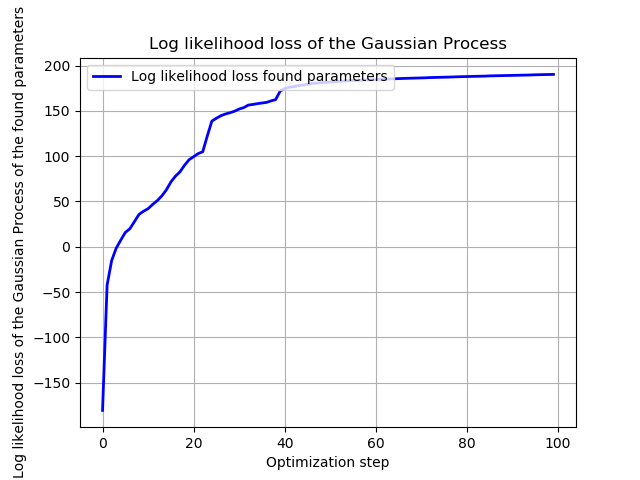 Log likelihood loss of the Gaussian Process
Log likelihood loss found parameters
Log likelihood loss of the Gaussian Process of the found parameters
200
150
100
50
0
−50
−100
−150
0 20 40 60 80 100
Optimization step